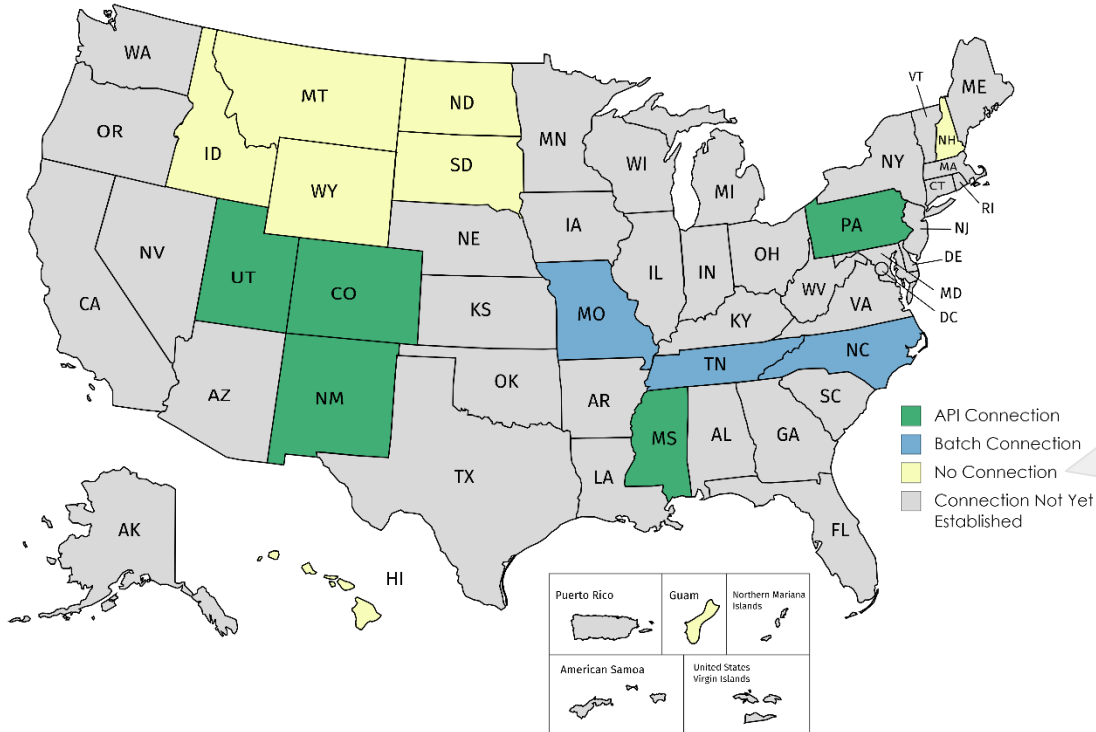 WA
MT
ND
MN
VT
ME
OR
ID
WY
SD
WI
MI
NY
NH
MA
CT
RI
NV
UT
CO
NE
IA
IL
IN
OH
PA
NJ
DE
MD
DC
CA
KS
MO
KY
WV
VA
AZ
NM
OK
AR
TN
NC
SC
TX
LA
MS
AL
GA
FL
AK
HI
API Connection
Batch Connection
No Connection
Connection Not Yet
Established
Puerto Rico
Guam
Northern Mariana
Islands
American Samoa
United States
Virgin Islands